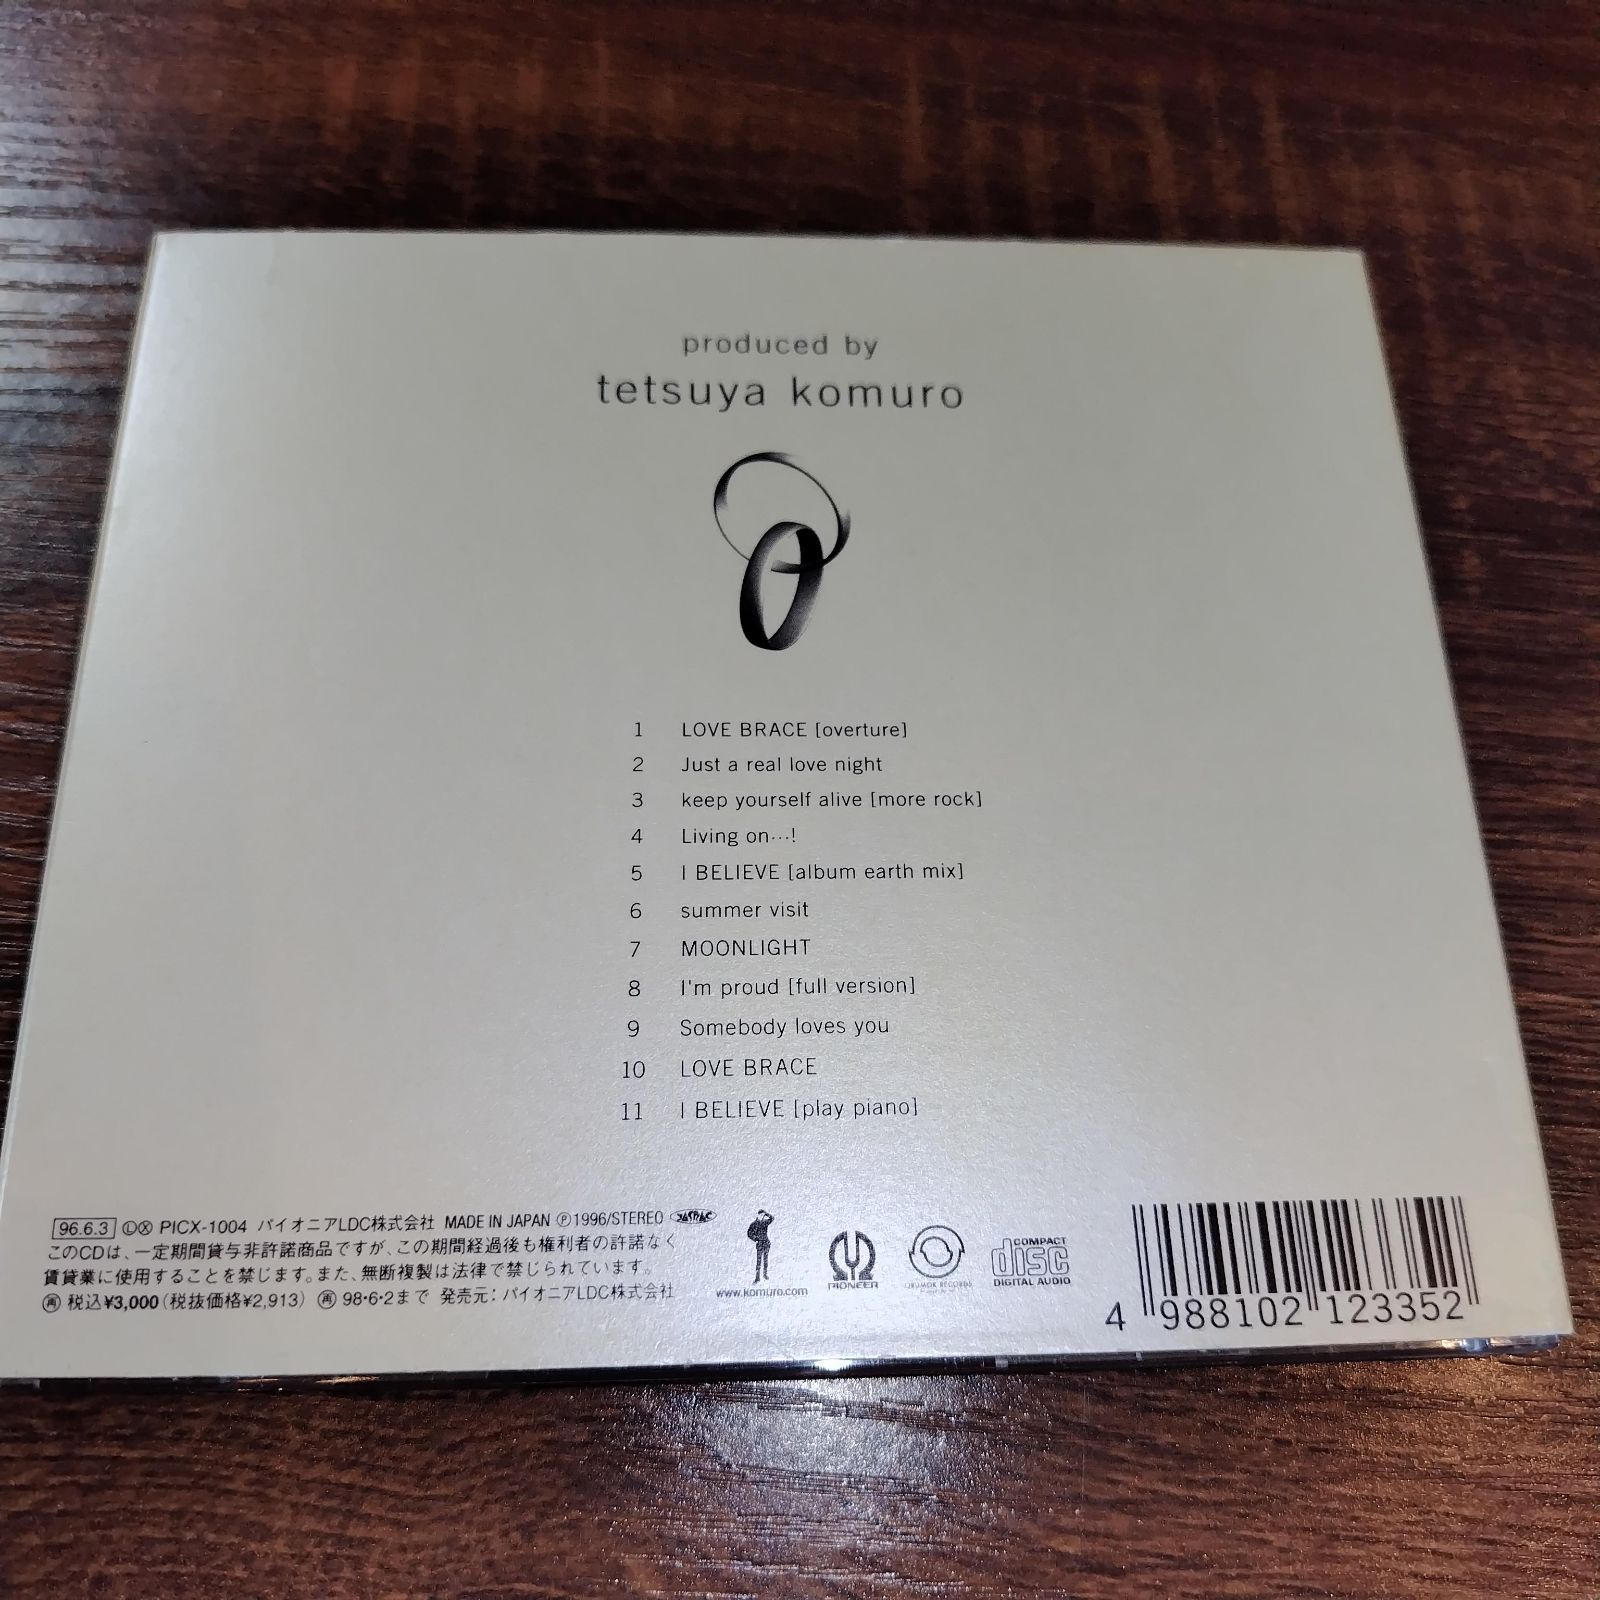 produced by
tetsuya komuro
1 LOVE BRACE [overture]
2 Just a real love night
3 keep yourself alive [more rock]
4 Living on…!
5 I BELIEVE [album earth mix]
6 summer visit
7 MOONLIGHT
8 I'm proud [full version]
9 Somebody loves you
10 LOVE BRACE
11 I BELIEVE [play piano]
96.6.3 Ⓛ Ⓧ PICX-1004 パイオニアLDC株式会社 MADE IN JAPAN Ⓟ1996/STEREO JASRAC
このCDは、一定期間貸与非許諾商品ですが、この期間経過後も権利者の許諾なく
賃貸業に使用することを禁じます。また、無断複製は法律で禁じられています。
㊢ 税込¥3,000(税抜価格¥2,913) 98・6・2まで 発売元：パイオニアLDC株式会社
www.komuro.com
PIONEER
COMPACT
disc
DIGITAL AUDIO
4 988102 123352